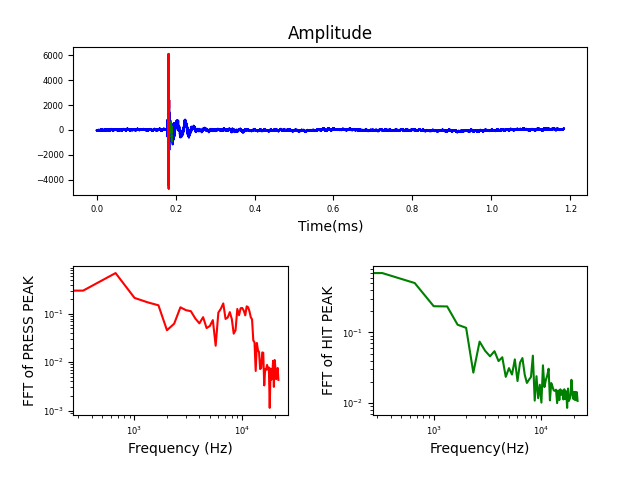 Amplitude
6000
4000
2000
0
−2000
−4000
0.0 0.2 0.4 0.6 0.8 1.0 1.2
Time(ms)
FFT of PRESS PEAK
10⁻¹
10⁻²
10⁻³
10³ 10⁴
Frequency (Hz)
FFT of HIT PEAK
10⁻¹
10⁻²
10³ 10⁴
Frequency(Hz)